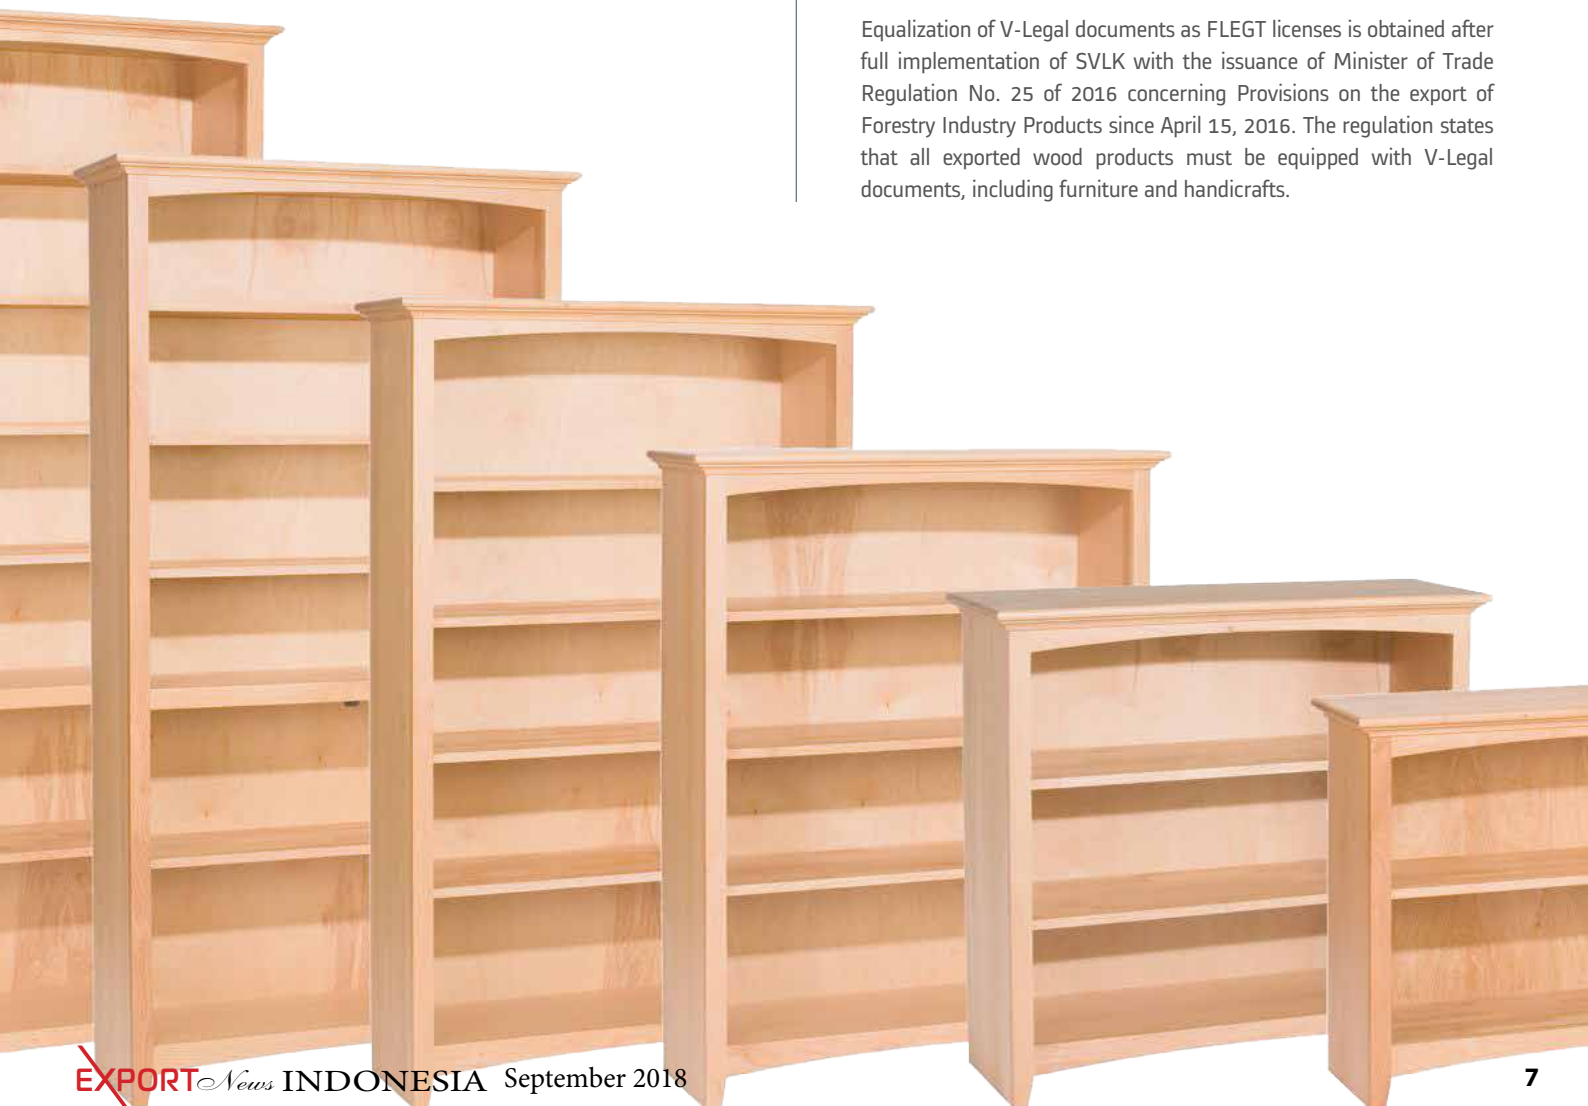 Equalization of V-Legal documents as FLEGT licenses is obtained after
full implementation of SVLK with the issuance of Minister of Trade
Regulation No. 25 of 2016 concerning Provisions on the export of
Forestry Industry Products since April 15, 2016. The regulation states
that all exported wood products must be equipped with V-Legal
documents, including furniture and handicrafts.
EXPORT News INDONESIA September 2018 7